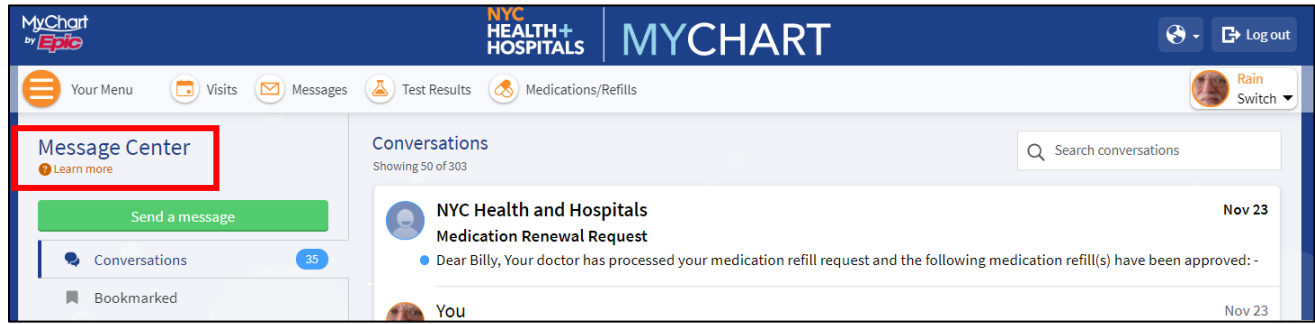 MyChart
by Epic
NYC
HEALTH+
HOSPITALS
MYCHART
Log out
Your Menu
Visits
Messages
Test Results
Medications/Refills
Rain
Switch
Message Center
Learn more
Send a message
Conversations 35
Bookmarked
Conversations
Showing 50 of 303
Search conversations
NYC Health and Hospitals Nov 23
Medication Renewal Request
Dear Billy, Your doctor has processed your medication refill request and the following medication refill(s) have been approved: -
You Nov 23